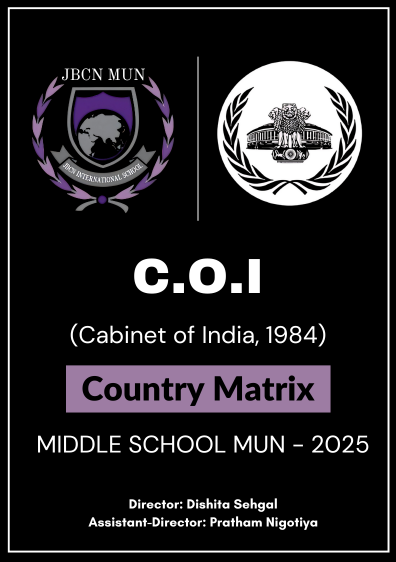 JBCN MUN
JBCN INTERNATIONAL SCHOOL
C.O.I
(Cabinet of India, 1984)
Country Matrix
MIDDLE SCHOOL MUN - 2025
Director: Dishita Sehgal
Assistant-Director: Pratham Nigotiya